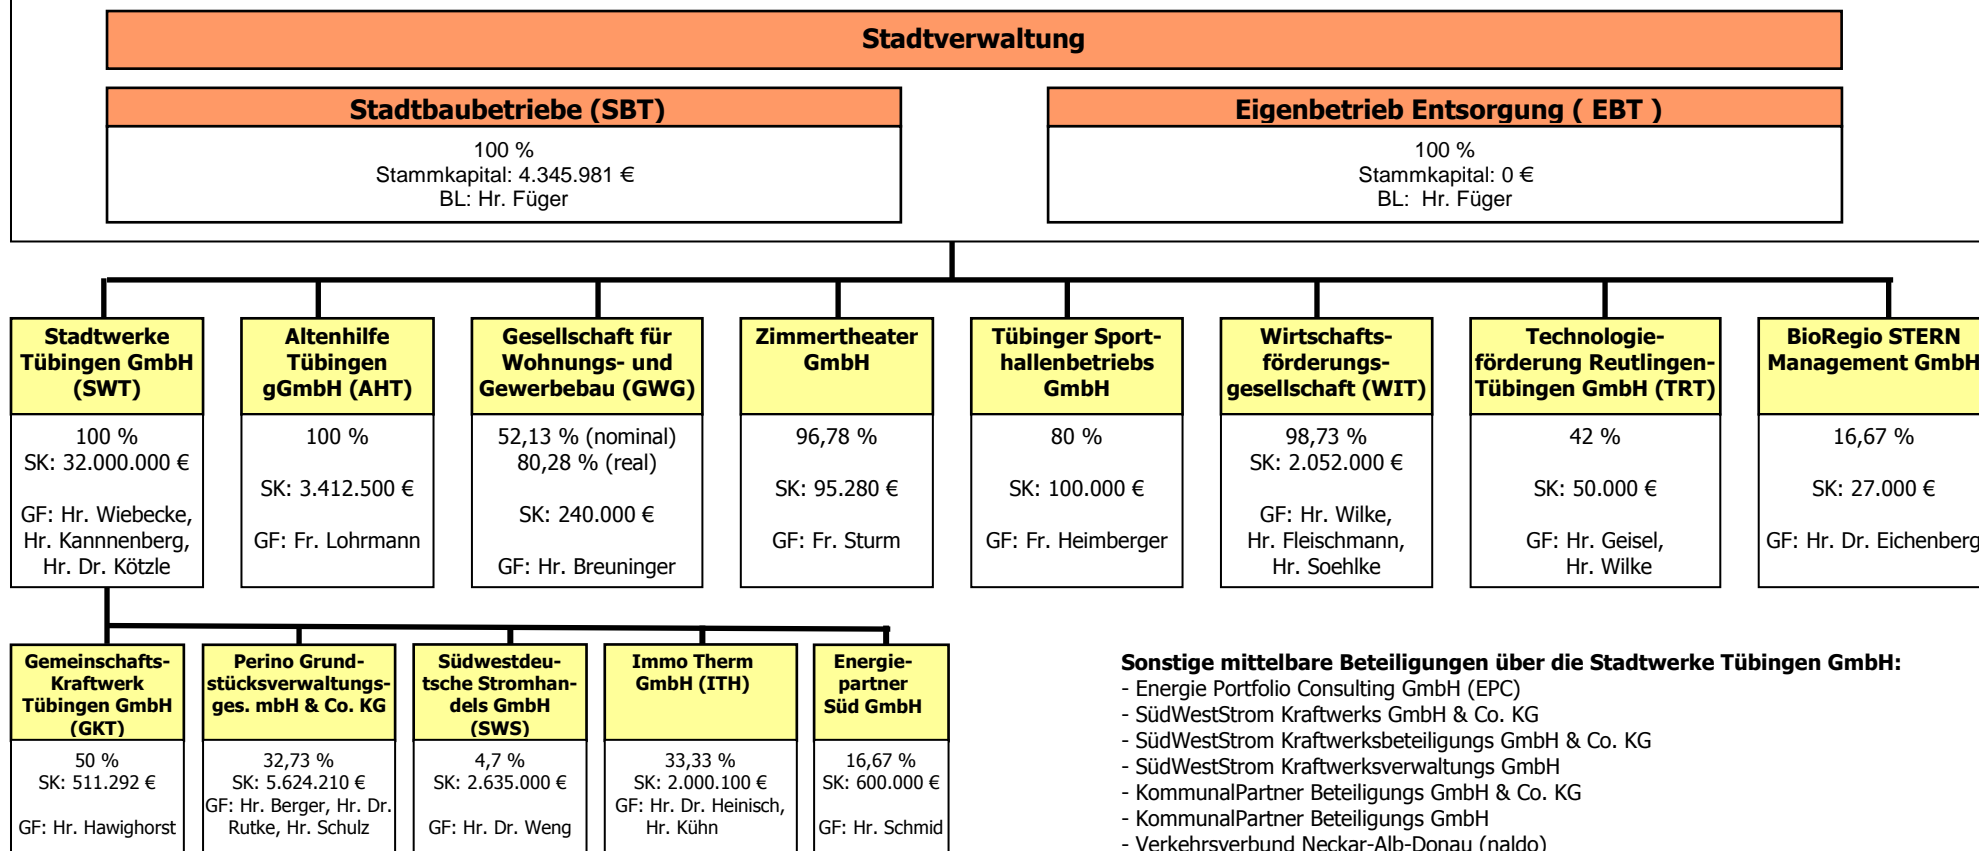 Stadtverwaltung
Stadtbaubetriebe (SBT)
100 %
Stammkapital: 4.345.981 €
BL: Hr. Füger
Eigenbetrieb Entsorgung ( EBT )
100 %
Stammkapital: 0 €
BL: Hr. Füger
Stadtwerke
Tübingen GmbH
(SWT)
100 %
SK: 32.000.000 €
GF: Hr. Wiebecke,
Hr. Kannnenberg,
Hr. Dr. Kötzle
Altenhilfe
Tübingen
gGmbH (AHT)
100 %
SK: 3.412.500 €
GF: Fr. Lohrmann
Gesellschaft für
Wohnungs- und
Gewerbebau (GWG)
52,13 % (nominal)
80,28 % (real)
SK: 240.000 €
GF: Hr. Breuninger
Zimmertheater
GmbH
96,78 %
SK: 95.280 €
GF: Fr. Sturm
Tübinger Sport-
hallenbetriebs
GmbH
80 %
SK: 100.000 €
GF: Fr. Heimberger
Wirtschafts-
förderungs-
gesellschaft (WIT)
98,73 %
SK: 2.052.000 €
GF: Hr. Wilke,
Hr. Fleischmann,
Hr. Soehlke
Technologie-
förderung Reutlingen-
Tübingen GmbH (TRT)
42 %
SK: 50.000 €
GF: Hr. Geisel,
Hr. Wilke
BioRegio STERN
Management GmbH
16,67 %
SK: 27.000 €
GF: Hr. Dr. Eichenberg
Gemeinschafts-
Kraftwerk
Tübingen GmbH
(GKT)
50 %
SK: 511.292 €
GF: Hr. Hawighorst
Perino Grund-
stücksverwaltungs-
ges. mbH & Co. KG
32,73 %
SK: 5.624.210 €
GF: Hr. Berger, Hr. Dr.
Rutke, Hr. Schulz
Südwestdeu-
tsche Stromhan-
dels GmbH
(SWS)
4,7 %
SK: 2.635.000 €
GF: Hr. Dr. Weng
Immo Therm
GmbH (ITH)
33,33 %
SK: 2.000.100 €
GF: Hr. Dr. Heinisch,
Hr. Kühn
Energie-
partner
Süd GmbH
16,67 %
SK: 600.000 €
GF: Hr. Schmid
Sonstige mittelbare Beteiligungen über die Stadtwerke Tübingen GmbH:
- Energie Portfolio Consulting GmbH (EPC)
- SüdWestStrom Kraftwerks GmbH & Co. KG
- SüdWestStrom Kraftwerksbeteiligungs GmbH & Co. KG
- SüdWestStrom Kraftwerksverwaltungs GmbH
- KommunalPartner Beteiligungs GmbH & Co. KG
- KommunalPartner Beteiligungs GmbH
- Verkehrsverbund Neckar-Alb-Donau (naldo)